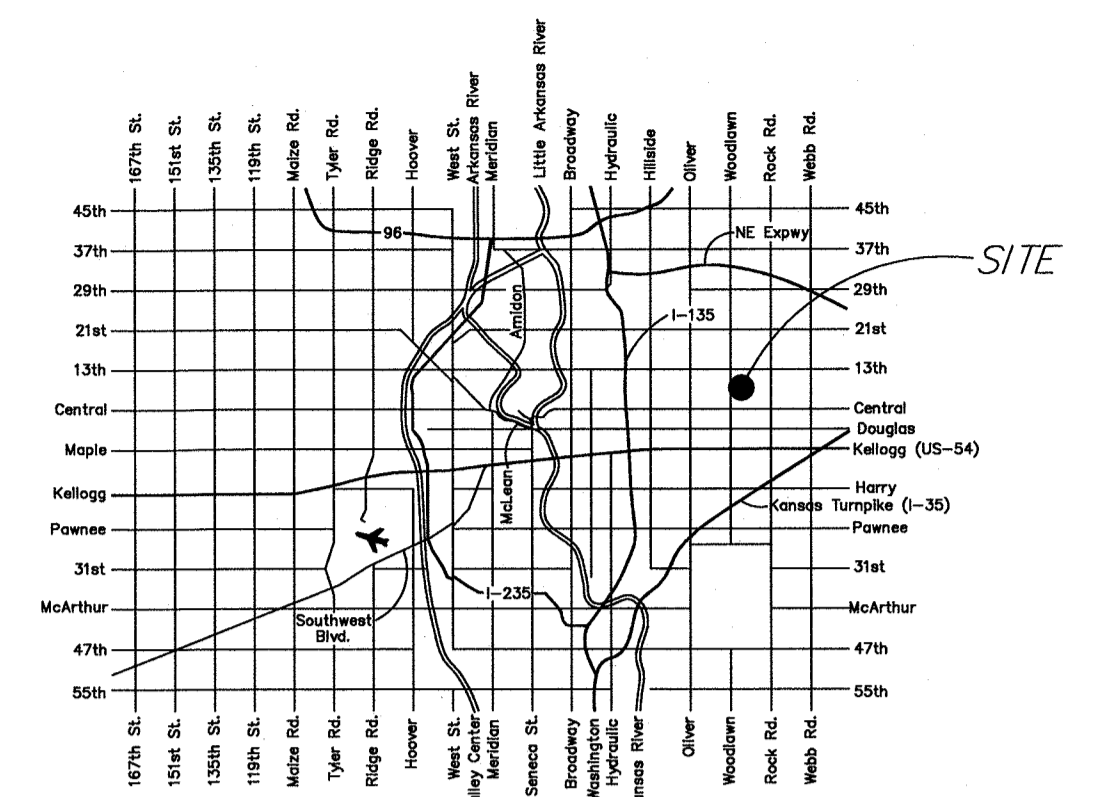 167th St.
151st St.
135th St.
119th St.
Maize Rd.
Tyler Rd.
Ridge Rd.
Hoover
West St.
Arkansas River
Meridian
Little Arkansas River
Broadway
Hydraulic
Hillside
Oliver
Woodlawn
Rock Rd.
Webb Rd.
45th
37th
29th
21st
13th
Central
Maple
Kellogg
Pawnee
31st
McArthur
47th
55th
96
Amidon
McLean
I-135
I-235
Southwest
Blvd.
NE Expwy
SITE
45th
37th
29th
21st
13th
Central
Douglas
Kellogg (US-54)
Harry
Kansas Turnpike (I-35)
Pawnee
31st
McArthur
47th
55th
167th St.
151st St.
135th St.
119th St.
Maize Rd.
Tyler Rd.
Ridge Rd.
Hoover
West St.
alley Center
Meridian
Seneca St.
Broadway
Washington
Hydraulic
ansas River
Oliver
Woodlawn
Rock Rd.
Webb Rd.